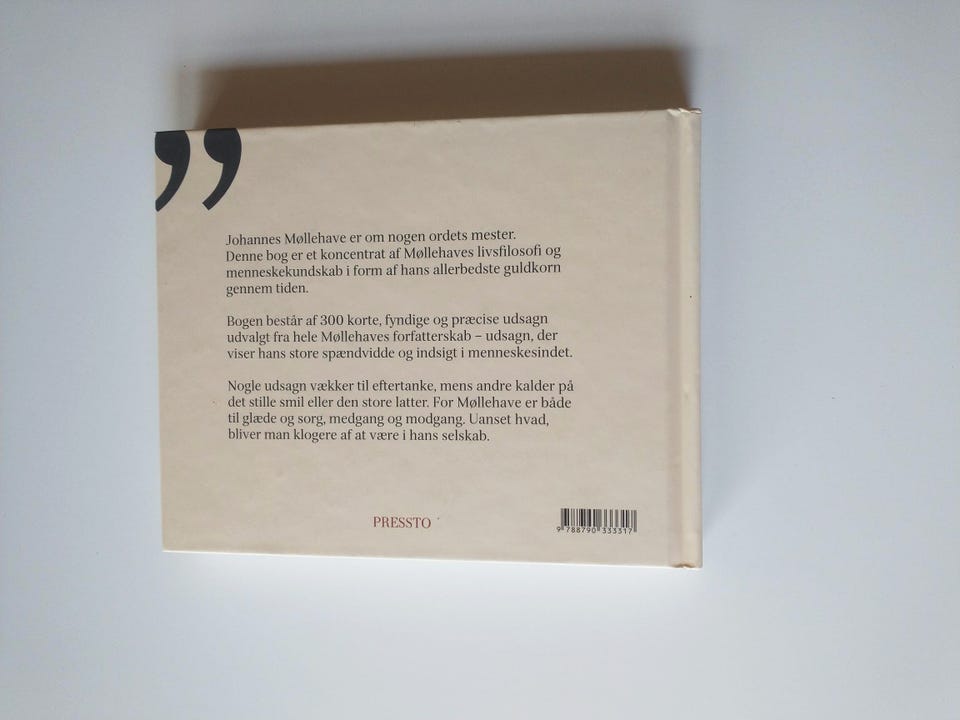 ”
Johannes Møllehave er om nogen ordets mester.
Denne bog er et koncentrat af Møllehaves livsfilosofi og
menneskekundskab i form af hans allerbedste guldkorn
gennem tiden.
Bogen består af 300 korte, fyndige og præcise udsagn
udvalgt fra hele Møllehaves forfatterskab – udsagn, der
viser hans store spændvidde og indsigt i menneskesindet.
Nogle udsagn vækker til eftertanke, mens andre kalder på
det stille smil eller den store latter. For Møllehave er både
til glæde og sorg, medgang og modgang. Uanset hvad,
bliver man klogere af at være i hans selskab.
PRESSTO
9 788790 333317